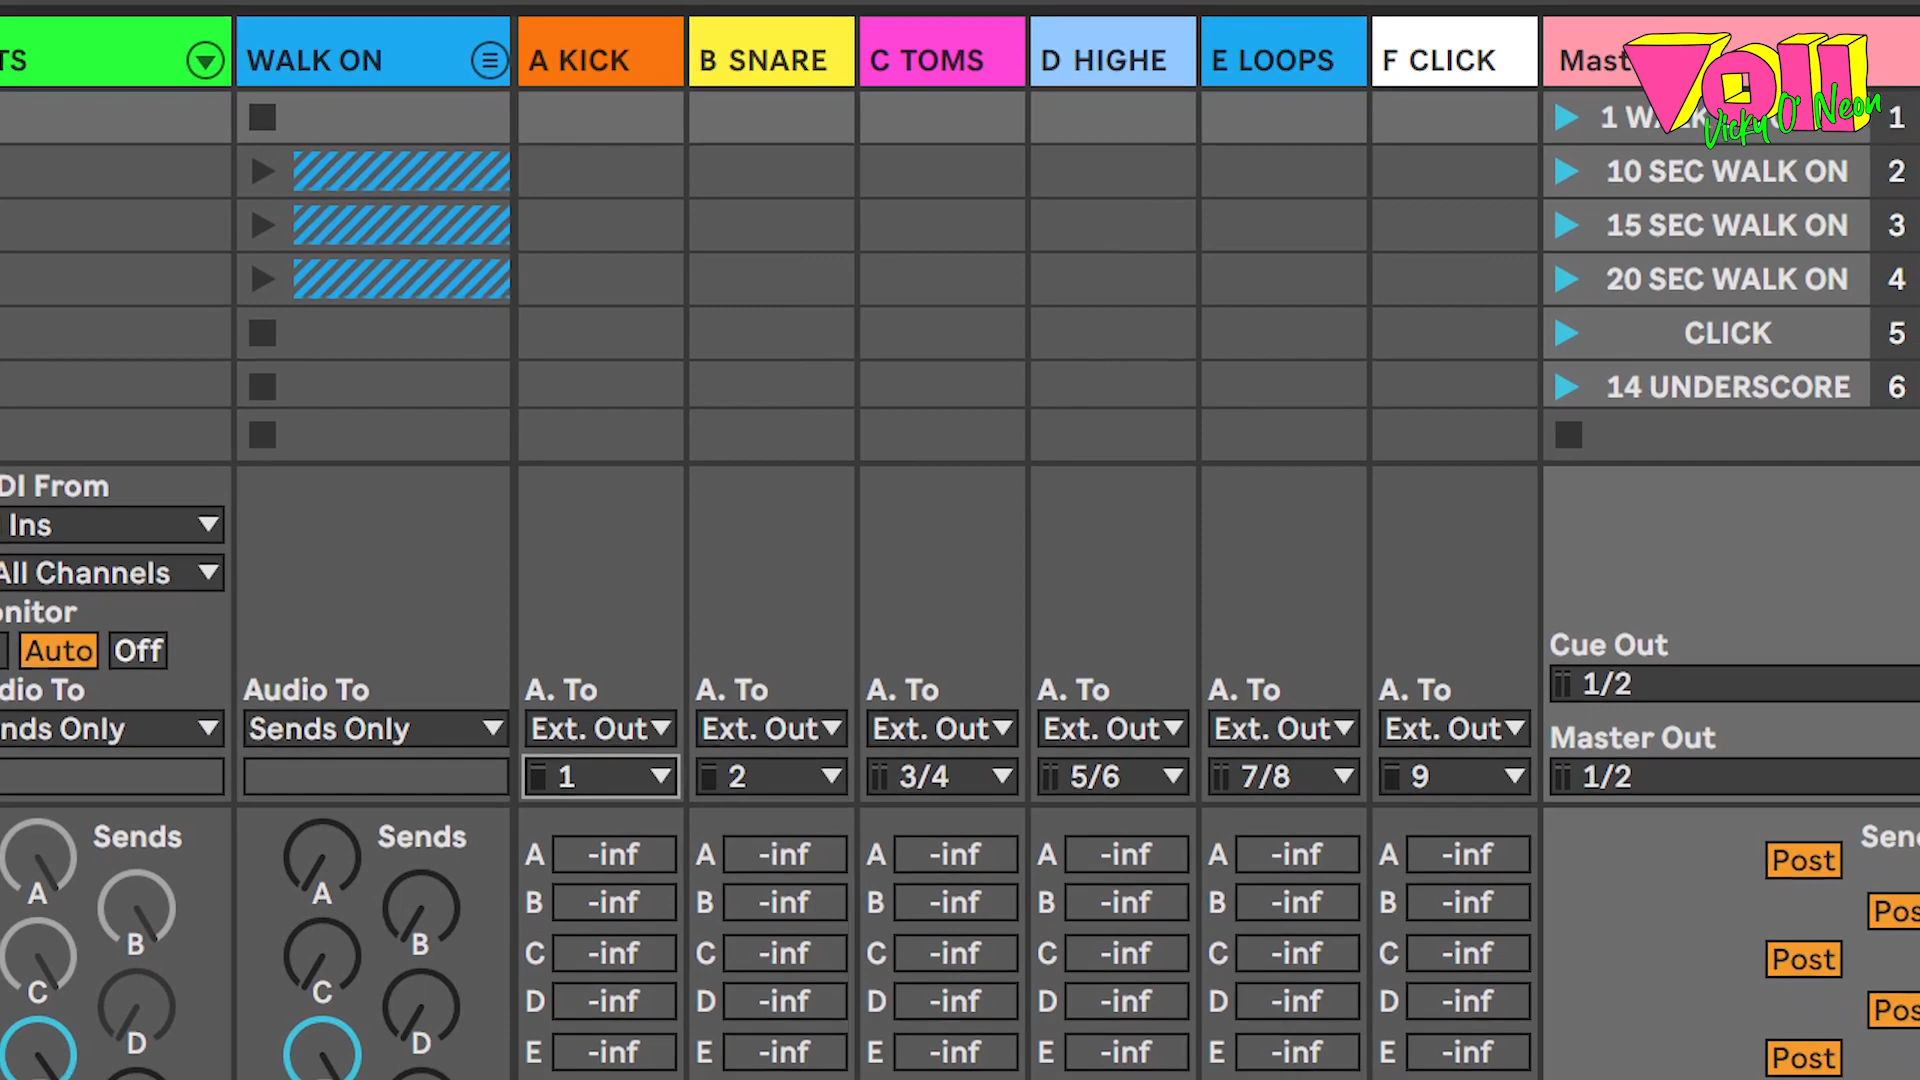 TS WALK ON A KICK B SNARE C TOMS D HIGHE E LOOPS F CLICK Mast
Vicky O' Neon
1 WALK 1
10 SEC WALK ON 2
15 SEC WALK ON 3
20 SEC WALK ON 4
CLICK 5
14 UNDERSCORE 6
DI From
Ins
All Channels
onitor
Auto Off
Cue Out
1/2
dio To Audio To A. To A. To A. To A. To A. To A. To
nds Only Sends Only Ext. Out Ext. Out Ext. Out Ext. Out Ext. Out Ext. Out
Master Out
1 2 3/4 5/6 7/8 9 1/2
Sends Sends Send
A A A -inf A -inf A -inf A -inf A -inf A -inf Post
B B B -inf B -inf B -inf B -inf B -inf B -inf Pos
C C C -inf C -inf C -inf C -inf C -inf C -inf Post
D D D -inf D -inf D -inf D -inf D -inf D -inf Pos
E -inf E -inf E -inf E -inf E -inf E -inf Post